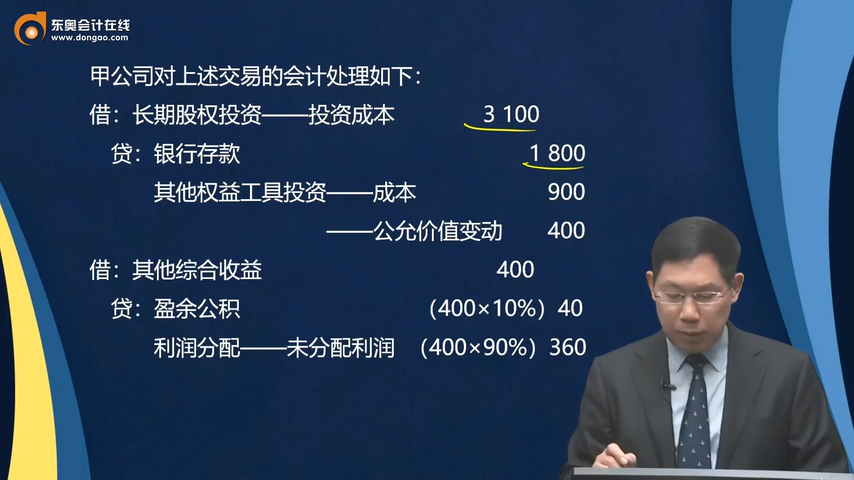 东奥会计在线
www.dongao.com
甲公司对上述交易的会计处理如下：
借：长期股权投资——投资成本 3 100
贷：银行存款 1 800
其他权益工具投资——成本 900
——公允价值变动 400
借：其他综合收益 400
贷：盈余公积 （400×10%）40
利润分配——未分配利润 （400×90%）360